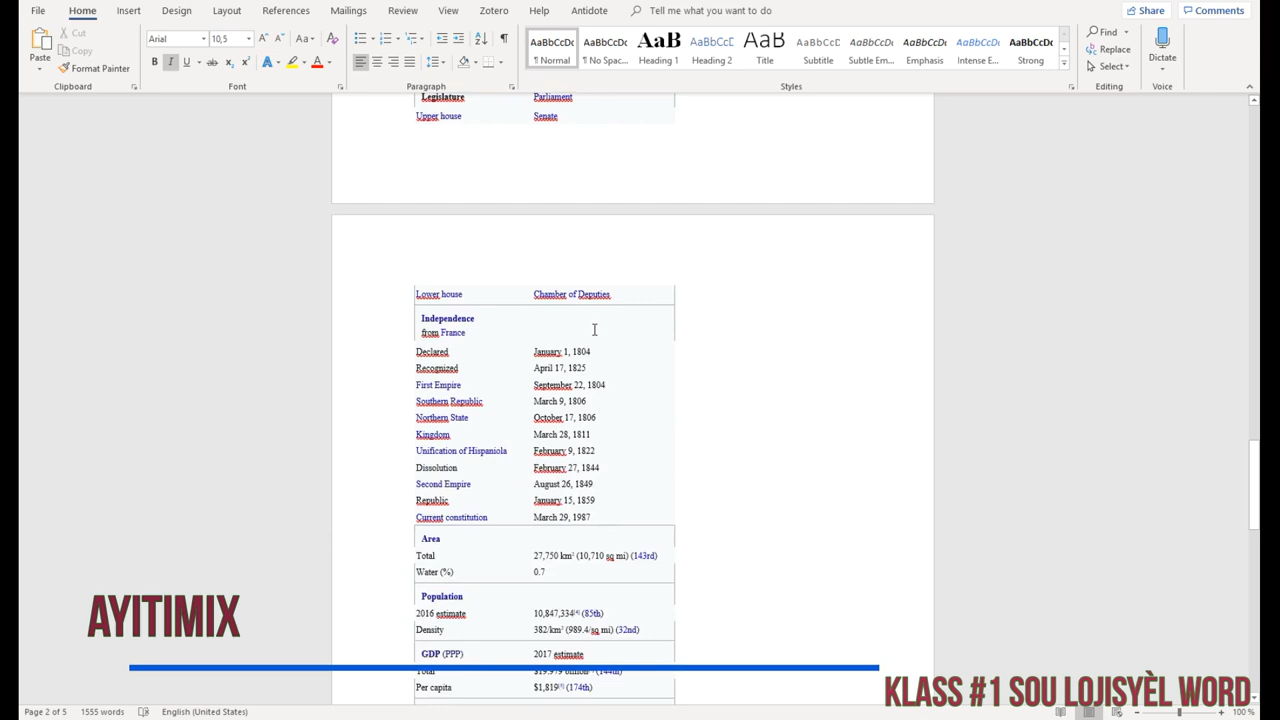 File Home Insert Design Layout References Mailings Review View Zotero Help Antidote Tell me what you want to do Share Comments
Paste Cut Copy Format Painter
Arial 10,5
AaBbCcDc AaBbCcDc AaB AaBbCcDc AaB AaBbCcDc AaBbCcDc AaBbCcDc AaBbCcDc AaBbCcDc
¶ Normal ¶ No Spac... Heading 1 Heading 2 Title Subtitle Subtle Em... Emphasis Intense E... Strong
Find Replace Select Dictate
Clipboard Font Paragraph Styles Editing Voice
Legislature Parliament
Upper house Senate
Lower house Chamber of Deputies
Independence
from France
Declared January 1, 1804
Recognized April 17, 1825
First Empire September 22, 1804
Southern Republic March 9, 1806
Northern State October 17, 1806
Kingdom March 28, 1811
Unification of Hispaniola February 9, 1822
Dissolution February 27, 1844
Second Empire August 26, 1849
Republic January 15, 1859
Current constitution March 29, 1987
Area
Total 27,750 km² (10,710 sq mi) (143rd)
Water (%) 0.7
Population
2016 estimate 10,847,334[4] (85th)
Density 382/km² (989.4/sq mi) (32nd)
GDP (PPP) 2017 estimate
Total $19.979 billion (144th)
Per capita $1,819[5] (174th)
AYITIMIX
KLASS #1 SOU LOJISYÈL WORD
Page 2 of 5 1555 words English (United States) 100 %